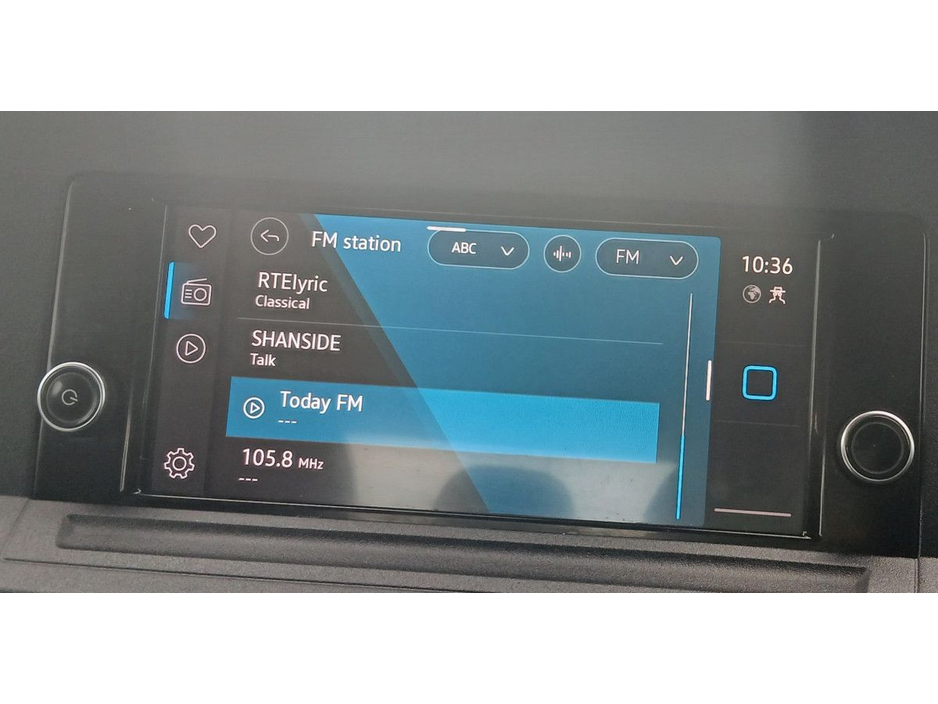 FM station
ABC
FM
10:36
RTElyric
Classical
SHANSIDE
Talk
Today FM
---
105.8 MHz
---